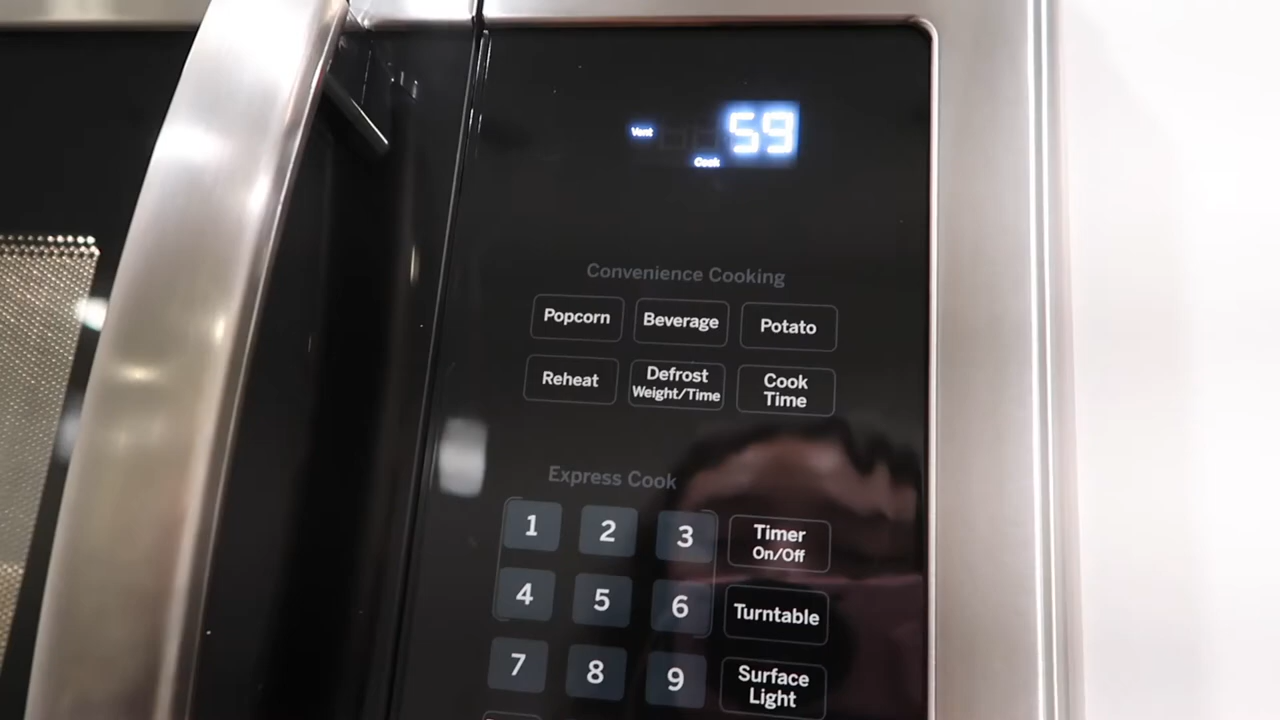 59
Vent
Cook
Convenience Cooking
Popcorn Beverage Potato
Reheat Defrost Weight/Time Cook Time
Express Cook
1 2 3 Timer On/Off
4 5 6 Turntable
7 8 9 Surface Light